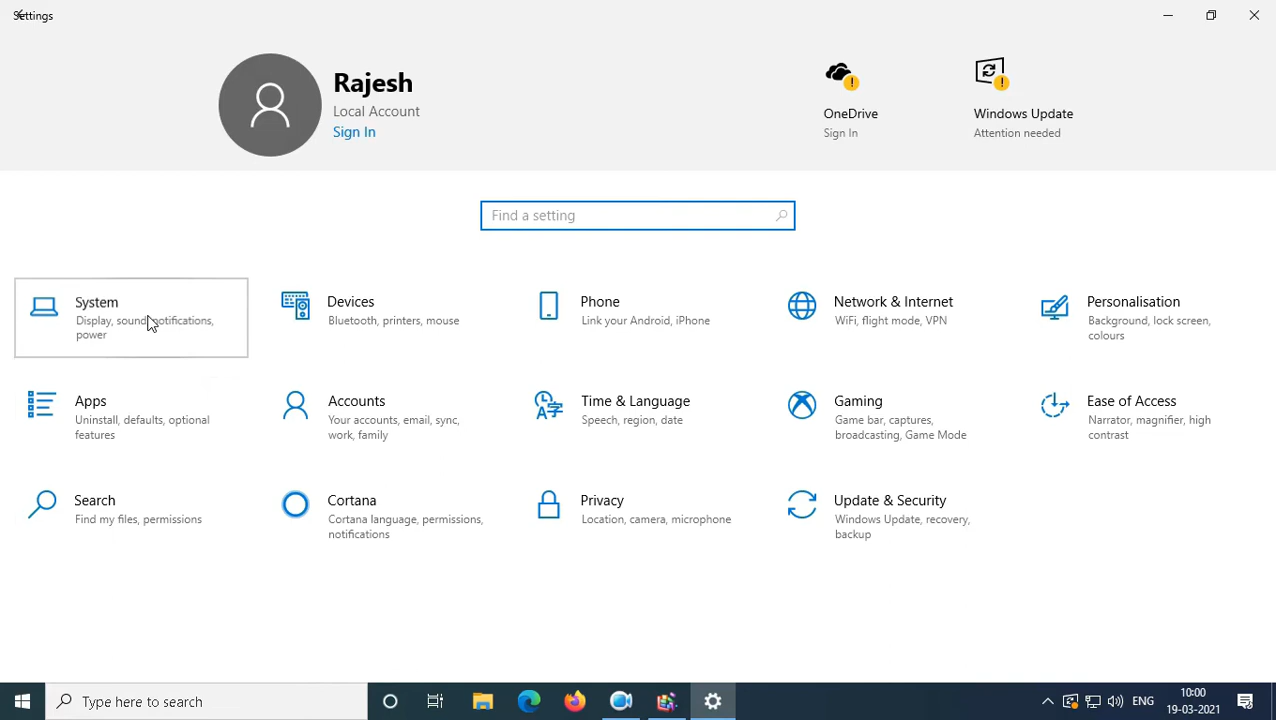 Settings
Rajesh
Local Account
Sign In
OneDrive
Sign In
Windows Update
Attention needed
Find a setting
System
Display, sound, notifications,
power
Devices
Bluetooth, printers, mouse
Phone
Link your Android, iPhone
Network & Internet
WiFi, flight mode, VPN
Personalisation
Background, lock screen,
colours
Apps
Uninstall, defaults, optional
features
Accounts
Your accounts, email, sync,
work, family
Time & Language
Speech, region, date
Gaming
Game bar, captures,
broadcasting, Game Mode
Ease of Access
Narrator, magnifier, high
contrast
Search
Find my files, permissions
Cortana
Cortana language, permissions,
notifications
Privacy
Location, camera, microphone
Update & Security
Windows Update, recovery,
backup
Type here to search
ENG
10:00
19-03-2021